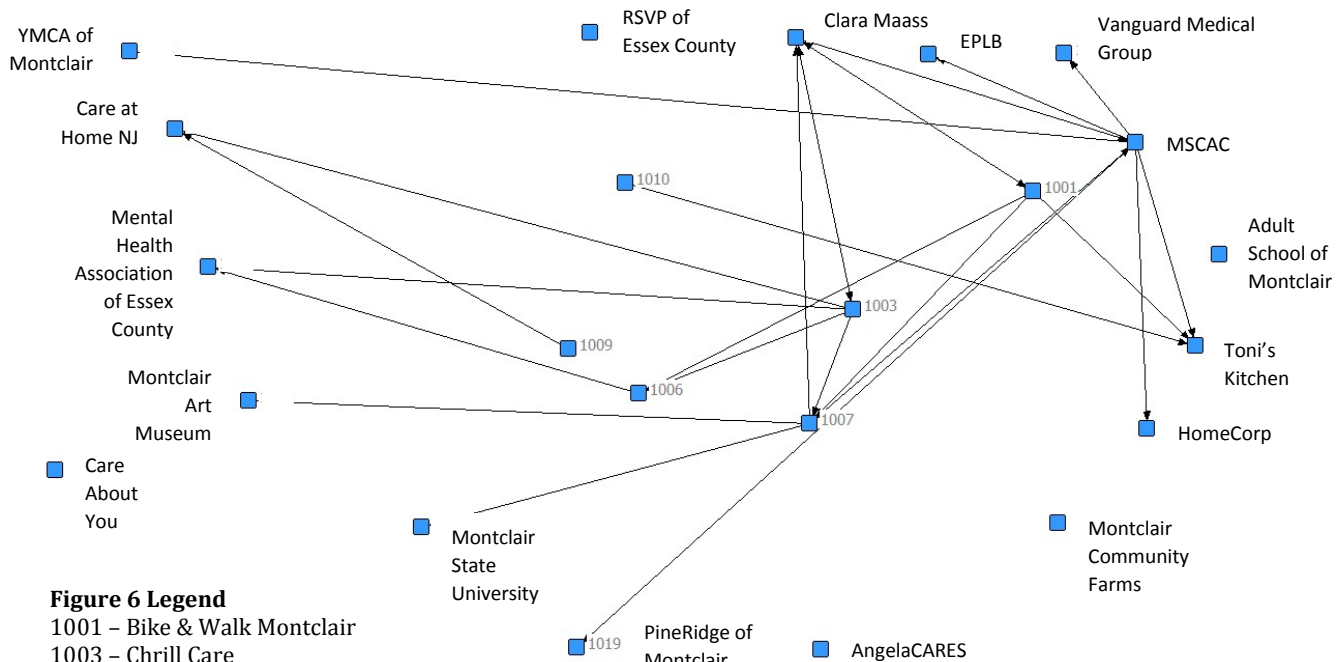 YMCA of
Montclair
RSVP of
Essex County
Clara Maass
EPLB
Vanguard Medical
Group
Care at
Home NJ
MSCAC
1010
1001
Mental
Health
Association
of Essex
County
Adult
School of
Montclair
1003
1009
Toni's
Kitchen
1006
Montclair
Art
Museum
1007
HomeCorp
Care
About
You
Montclair
State
University
Montclair
Community
Farms
Figure 6 Legend
1001 – Bike & Walk Montclair
1003 – Chrill Care
1019
PineRidge of
Montclair
AngelaCARES